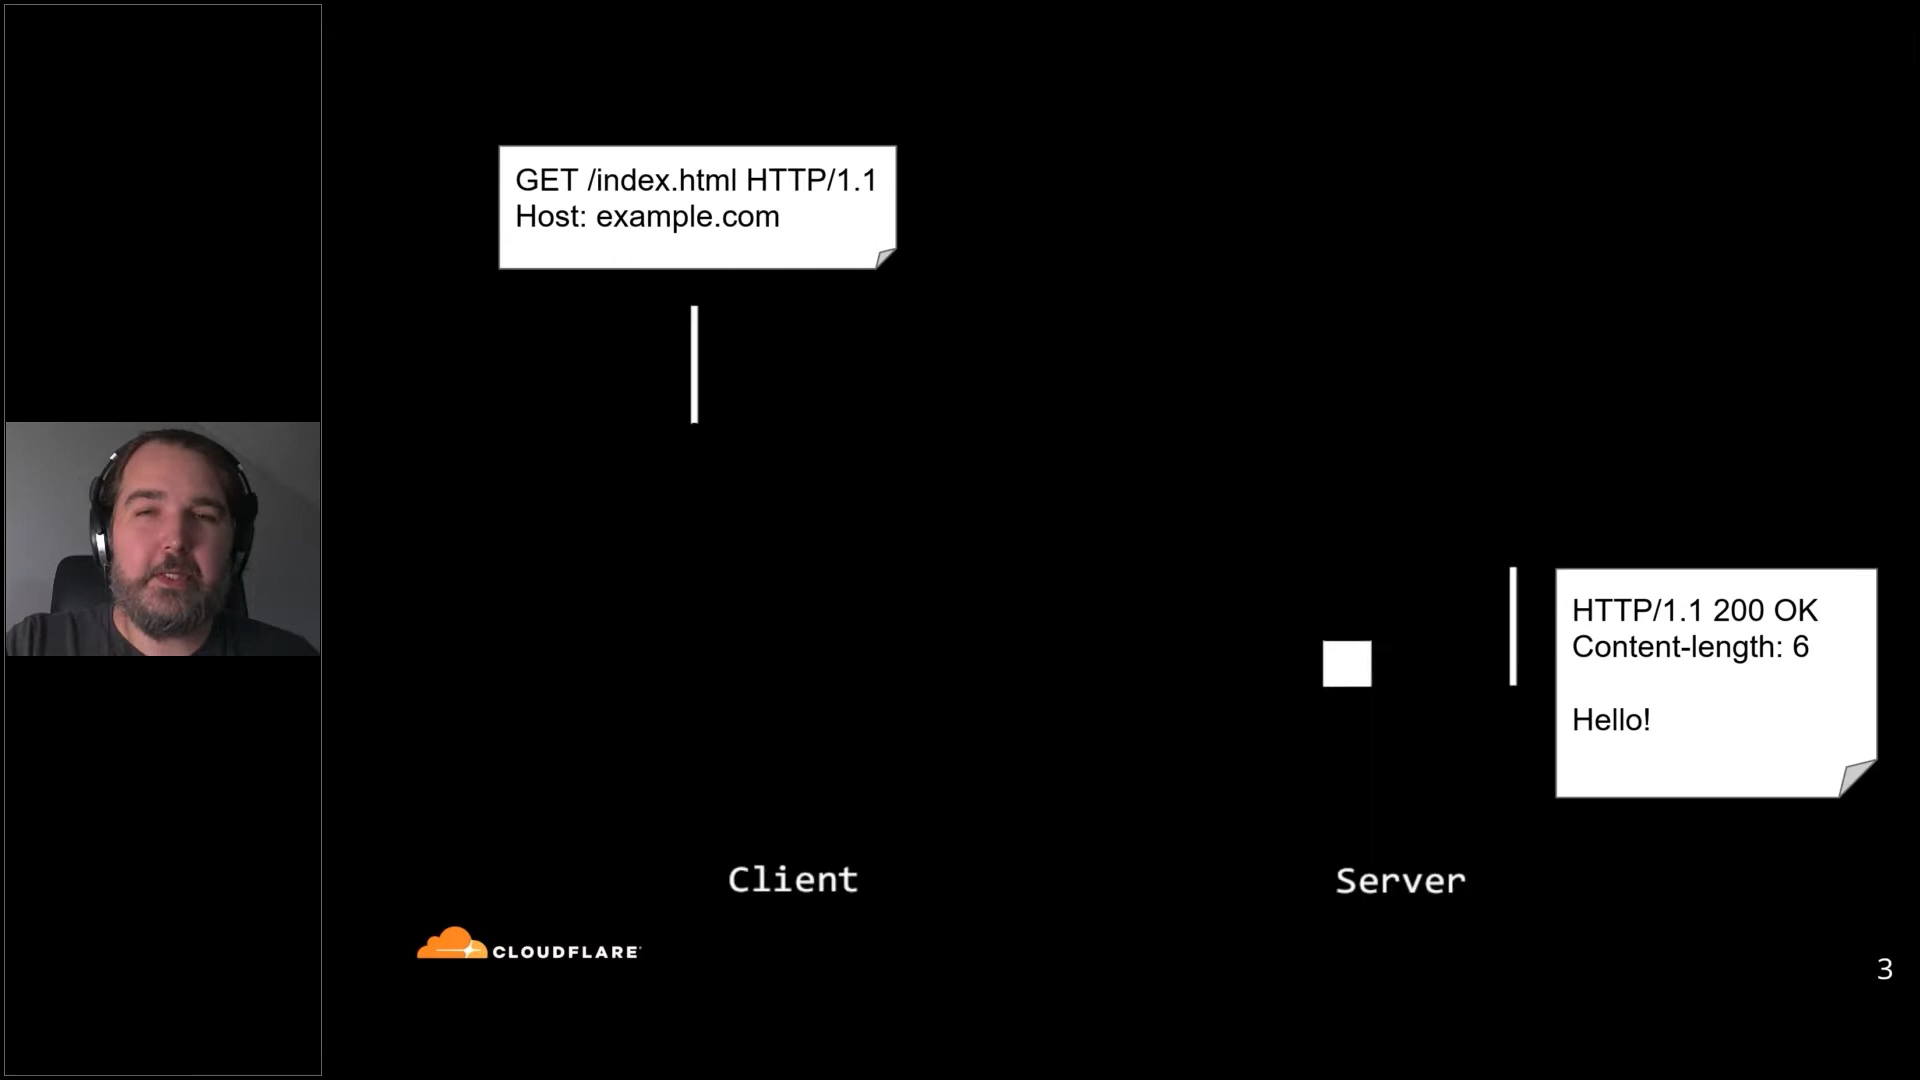 GET /index.html HTTP/1.1
Host: example.com
HTTP/1.1 200 OK
Content-length: 6
Hello!
Client
Server
CLOUDFLARE
3